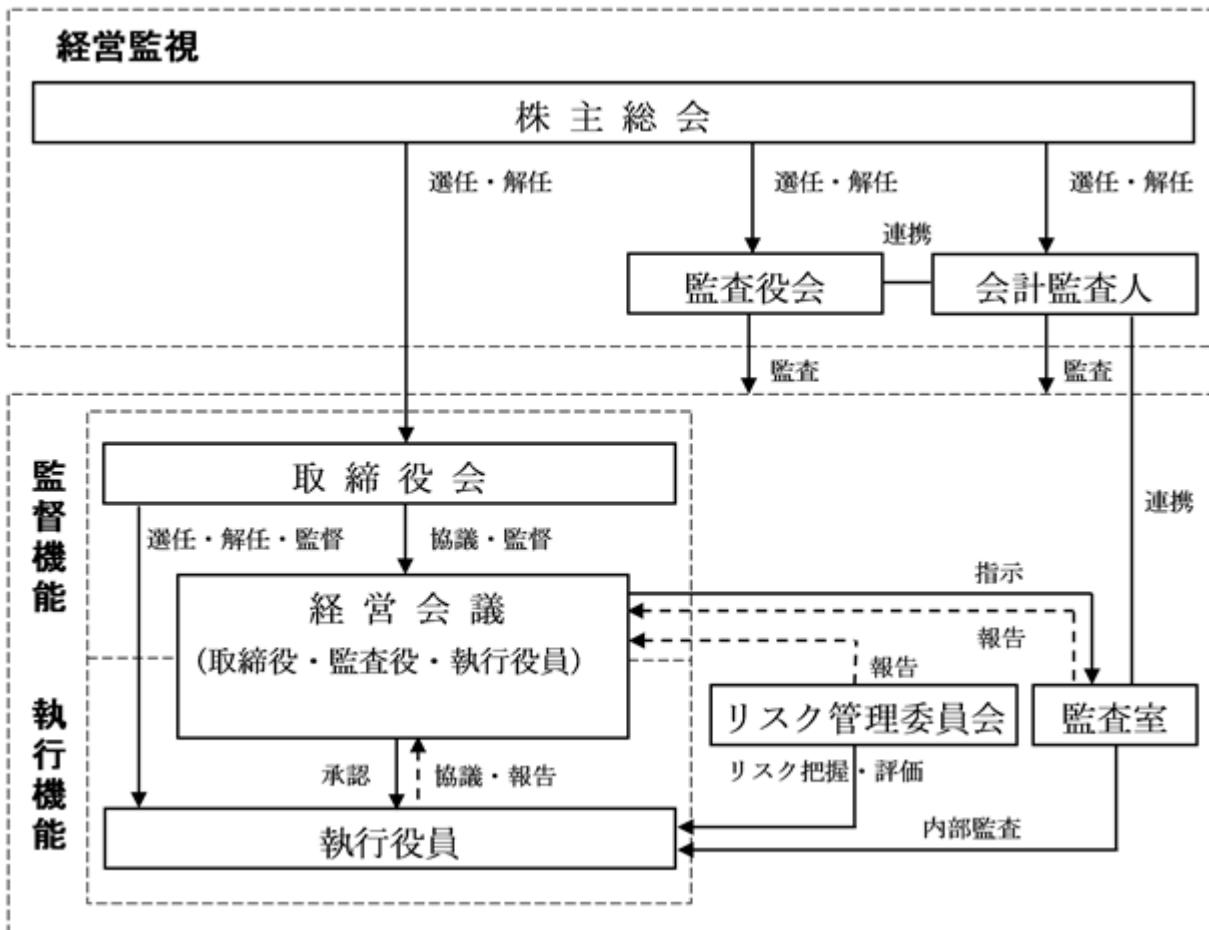 経営監視
株主総会
選任・解任
選任・解任
選任・解任
連携
監査役会
会計監査人
監査
監査
監督機能
取締役会
連携
選任・解任・監督
協議・監督
指示
経営会議
報告
(取締役・監査役・執行役員)
報告
執行機能
リスク管理委員会
監査室
承認
協議・報告
リスク把握・評価
内部監査
執行役員